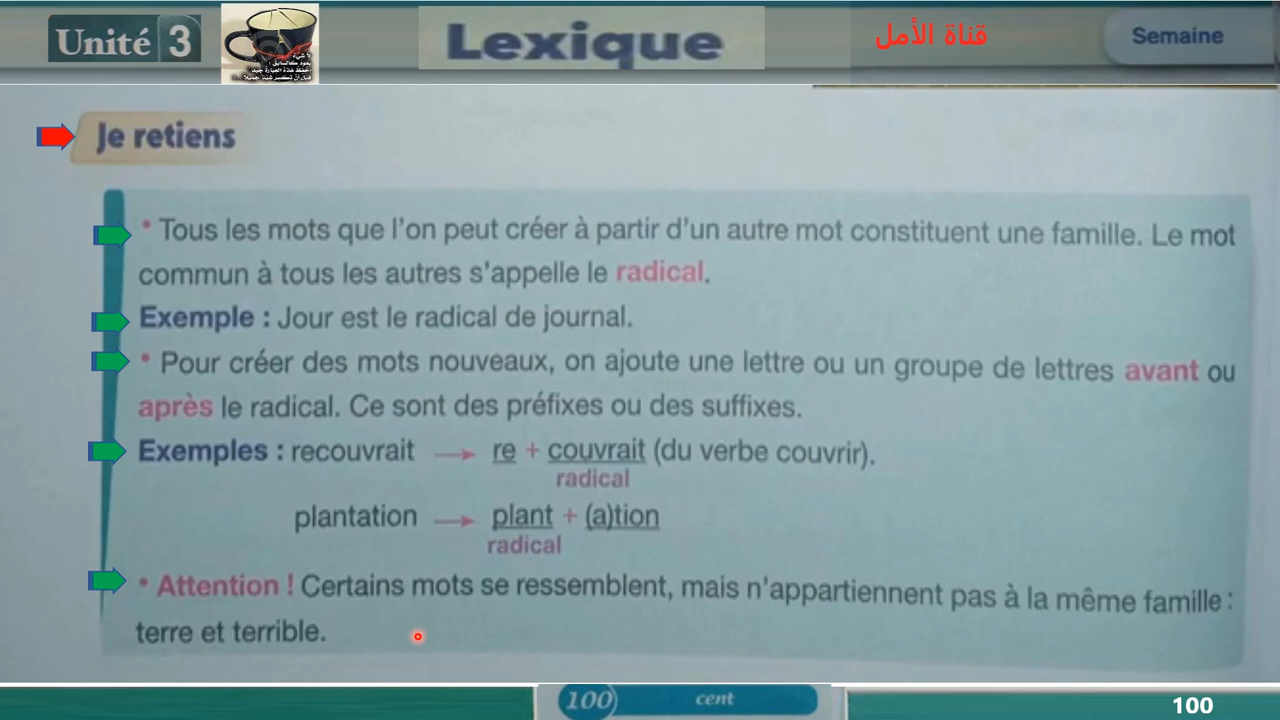 Unité 3
Lexique
قناة الأمل
Semaine
Je retiens
• Tous les mots que l'on peut créer à partir d'un autre mot constituent une famille. Le mot
commun à tous les autres s'appelle le radical.
Exemple : Jour est le radical de journal.
• Pour créer des mots nouveaux, on ajoute une lettre ou un groupe de lettres avant ou
après le radical. Ce sont des préfixes ou des suffixes.
Exemples : recouvrait → re + couvrait (du verbe couvrir).
radical
plantation → plant + (a)tion
radical
• Attention ! Certains mots se ressemblent, mais n'appartiennent pas à la même famille :
terre et terrible.
100 cent
100